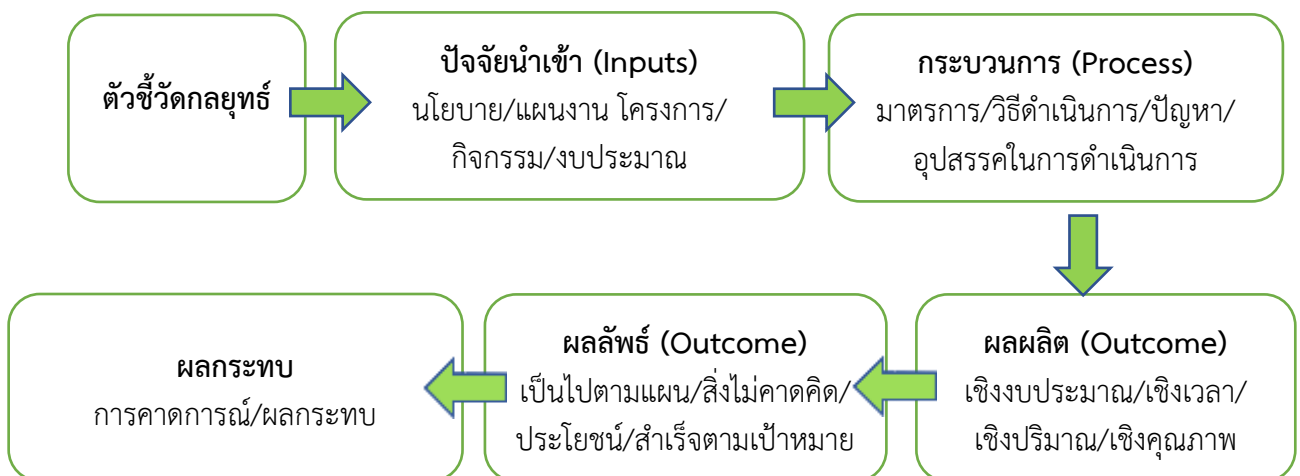 ตัวชี้วัดกลยุทธ์
ปัจจัยนำเข้า (Inputs)
นโยบาย/แผนงาน โครงการ/
กิจกรรม/งบประมาณ
กระบวนการ (Process)
มาตรการ/วิธีดำเนินการ/ปัญหา/
อุปสรรคในการดำเนินการ
ผลผลิต (Outcome)
เชิงงบประมาณ/เชิงเวลา/
เชิงปริมาณ/เชิงคุณภาพ
ผลลัพธ์ (Outcome)
เป็นไปตามแผน/สิ่งไม่คาดคิด/
ประโยชน์/สำเร็จตามเป้าหมาย
ผลกระทบ
การคาดการณ์/ผลกระทบ